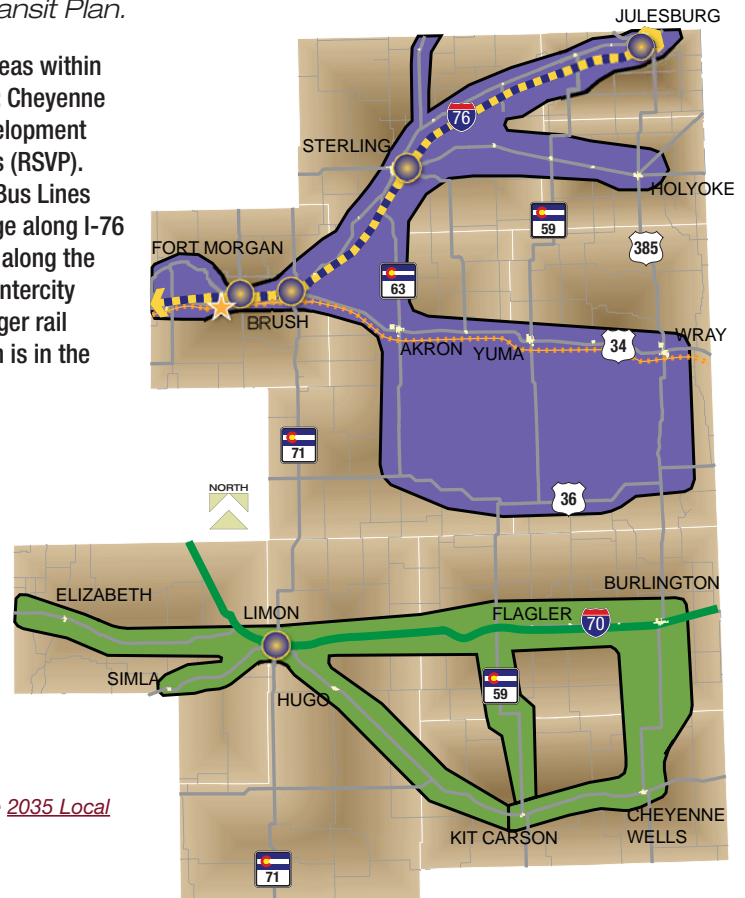 ansit Plan.
eas within
: Cheyenne
elopment
s (RSVP).
Bus Lines
ge along I-76
along the
ntercity
ger rail
n is in the
2035 Local
JULESBURG
76
STERLING
HOLYOKE
59
385
FORT MORGAN
63
BRUSH
AKRON
YUMA
34
WRAY
71
36
NORTH
ELIZABETH
LIMON
FLAGLER
BURLINGTON
70
SIMLA
HUGO
59
KIT CARSON
CHEYENNE
WELLS
71